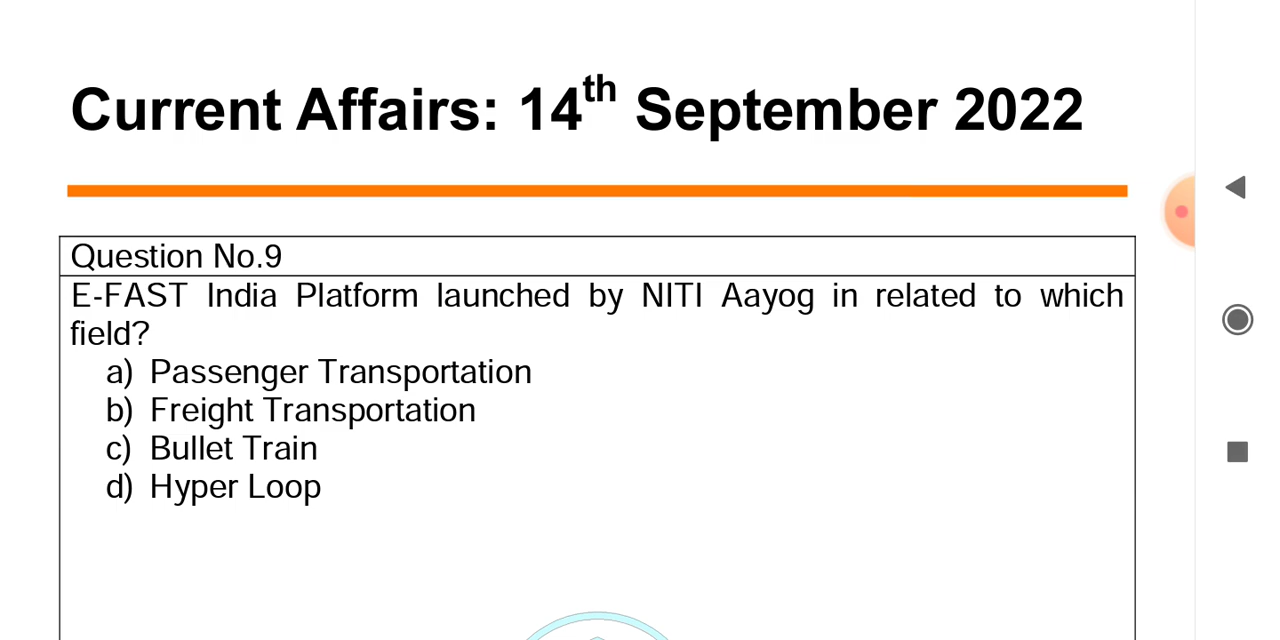 Current Affairs: 14th September 2022
Question No.9
E-FAST India Platform launched by NITI Aayog in related to which
field?
a) Passenger Transportation
b) Freight Transportation
c) Bullet Train
d) Hyper Loop